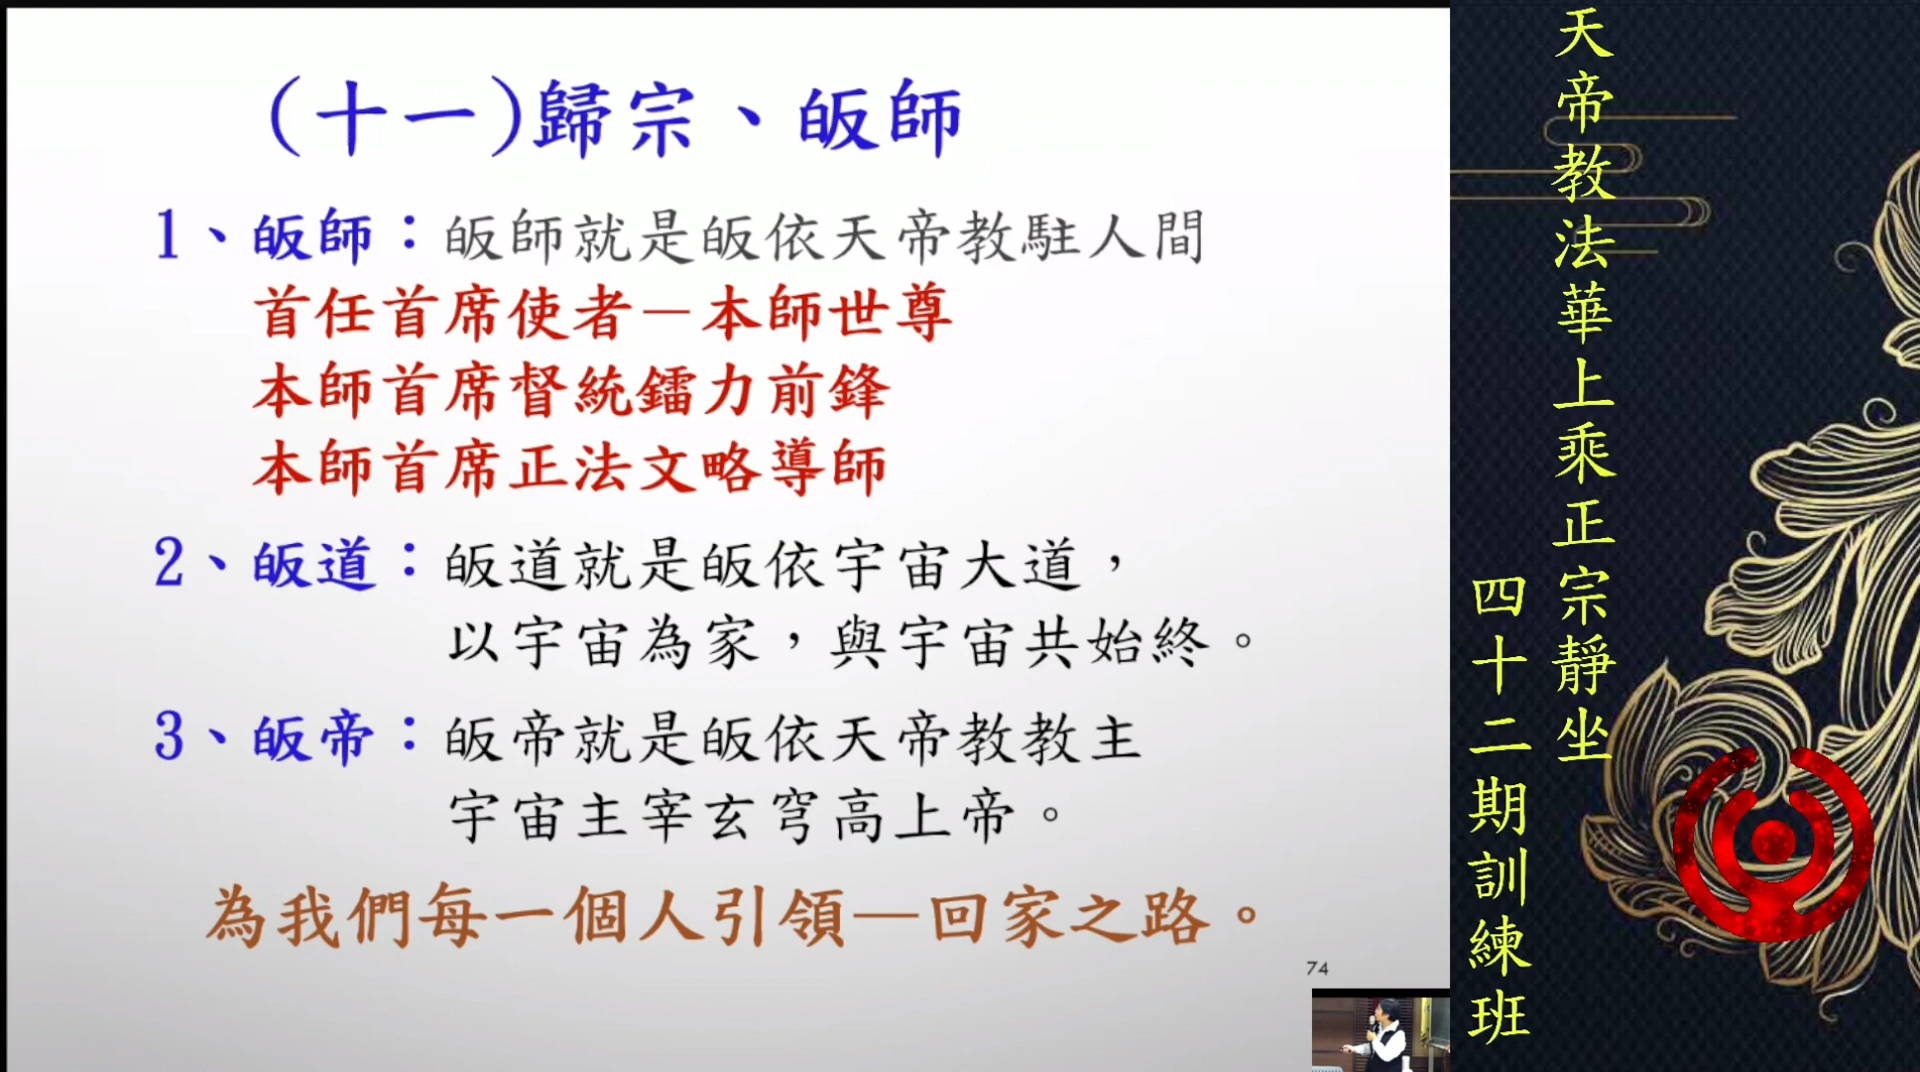 (十一)歸宗、皈師
1、皈師：皈師就是皈依天帝教駐人間
首任首席使者－本師世尊
本師首席督統鐳力前鋒
本師首席正法文略導師
2、皈道：皈道就是皈依宇宙大道，
以宇宙為家，與宇宙共始終。
3、皈帝：皈帝就是皈依天帝教教主
宇宙主宰玄穹高上帝。
為我們每一個人引領—回家之路。
74
天帝教法華上乘正宗靜坐
四十二期訓練班